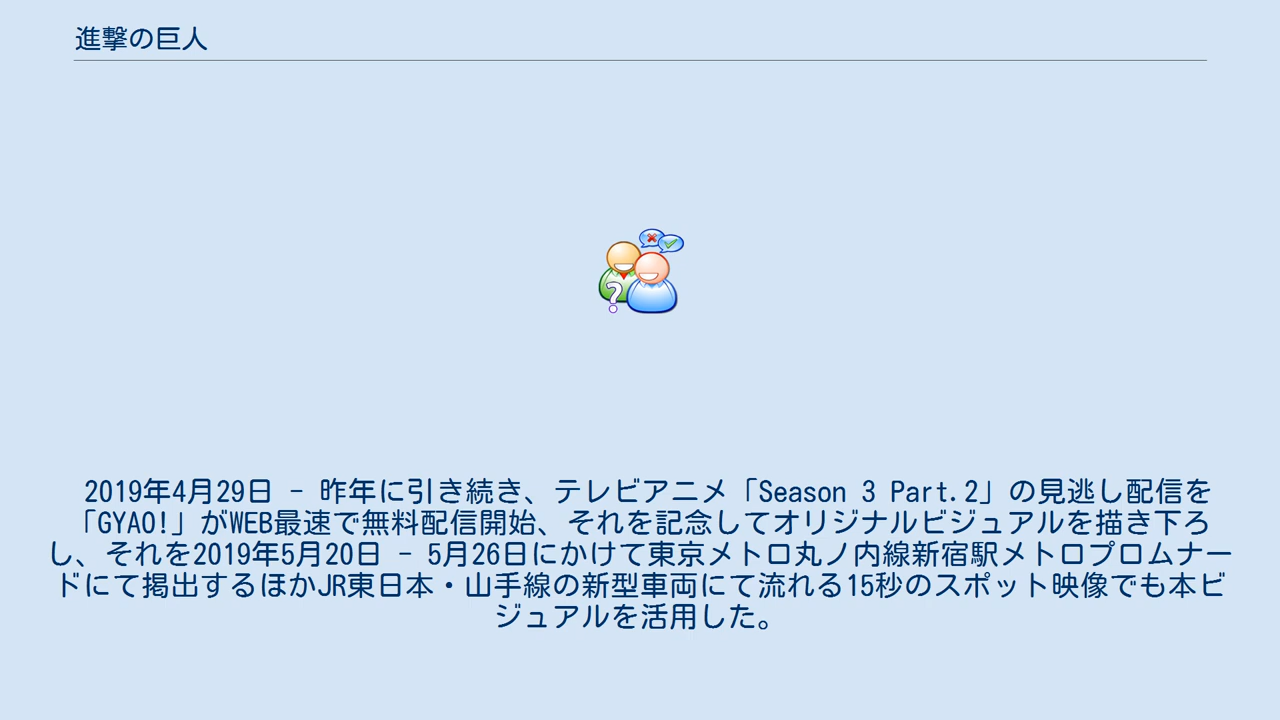 進撃の巨人
2019年4月29日 - 昨年に引き続き、テレビアニメ「Season 3 Part.2」の見逃し配信を
「GYAO!」がWEB最速で無料配信開始、それを記念してオリジナルビジュアルを描き下ろ
し、それを2019年5月20日 - 5月26日にかけて東京メトロ丸ノ内線新宿駅メトロプロムナー
ドにて掲出するほかJR東日本・山手線の新型車両にて流れる15秒のスポット映像でも本ビ
ジュアルを活用した。